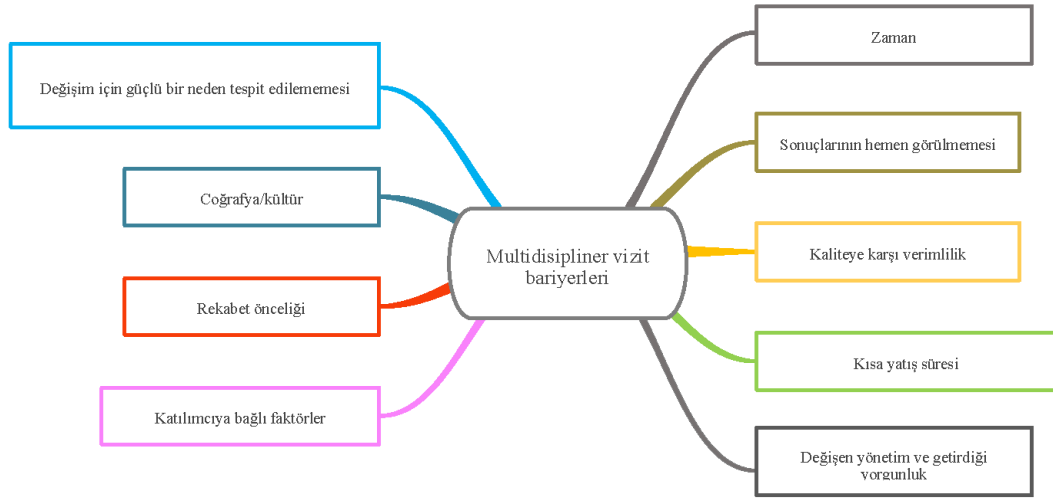 Değişim için güçlü bir neden tespit edilememesi
Coğrafya/kültür
Rekabet önceliği
Katılımcıya bağlı faktörler
Multidisipliner vizit
bariyerleri
Zaman
Sonuçlarının hemen görülmemesi
Kaliteye karşı verimlilik
Kısa yatış süresi
Değişen yönetim ve getirdiği
yorgunluk